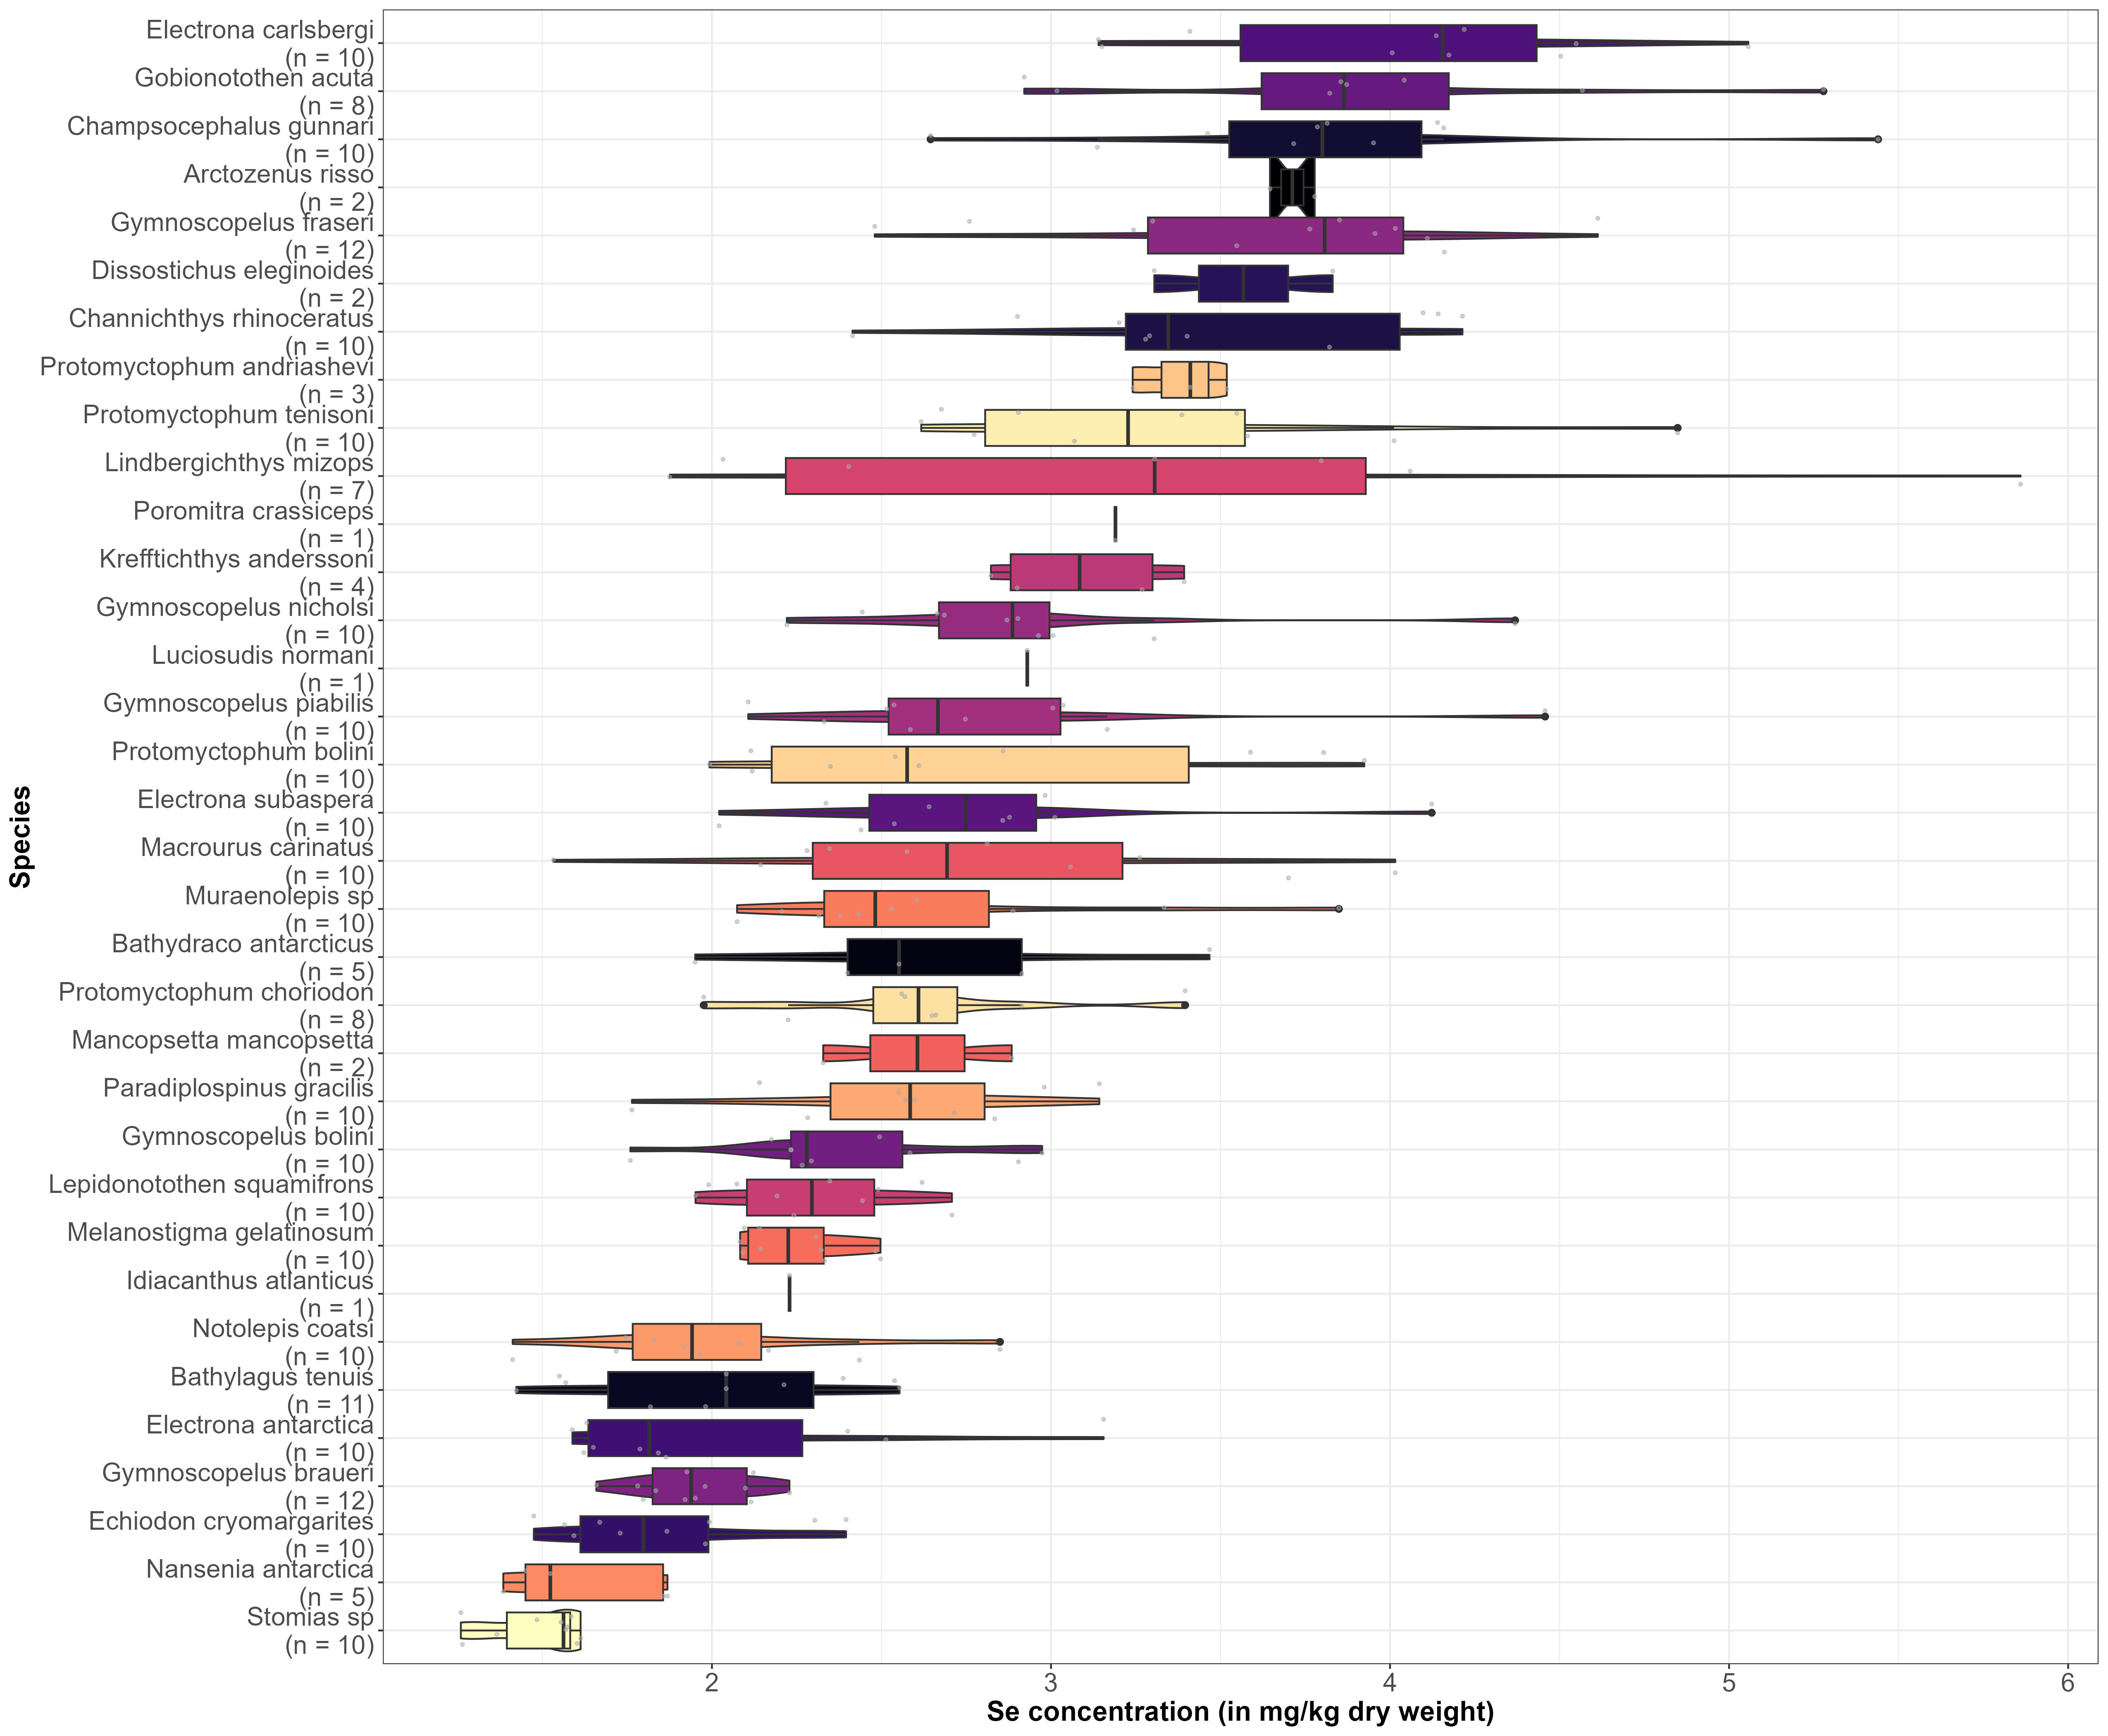 Electrona carlsbergi
(n = 10)
Gobionotothen acuta
(n = 8)
Champsocephalus gunnari
(n = 10)
Arctozenus risso
(n = 2)
Gymnoscopelus fraseri
(n = 12)
Dissostichus eleginoides
(n = 2)
Channichthys rhinoceratus
(n = 10)
Protomyctophum andriashevi
(n = 3)
Protomyctophum tenisoni
(n = 10)
Lindbergichthys mizops
(n = 7)
Poromitra crassiceps
(n = 1)
Krefftichthys anderssoni
(n = 4)
Gymnoscopelus nicholsi
(n = 10)
Luciosudis normani
(n = 1)
Gymnoscopelus piabilis
(n = 10)
Protomyctophum bolini
(n = 10)
Electrona subaspera
(n = 10)
Macrourus carinatus
(n = 10)
Muraenolepis sp
(n = 10)
Bathydraco antarcticus
(n = 5)
Protomyctophum choriodon
(n = 8)
Mancopsetta mancopsetta
(n = 2)
Paradiplospinus gracilis
(n = 10)
Gymnoscopelus bolini
(n = 10)
Lepidonotothen squamifrons
(n = 10)
Melanostigma gelatinosum
(n = 10)
Idiacanthus atlanticus
(n = 1)
Notolepis coatsi
(n = 10)
Bathylagus tenuis
(n = 11)
Electrona antarctica
(n = 10)
Gymnoscopelus braueri
(n = 12)
Echiodon cryomargarites
(n = 10)
Nansenia antarctica
(n = 5)
Stomias sp
(n = 10)
Species
2 3 4 5 6
Se concentration (in mg/kg dry weight)